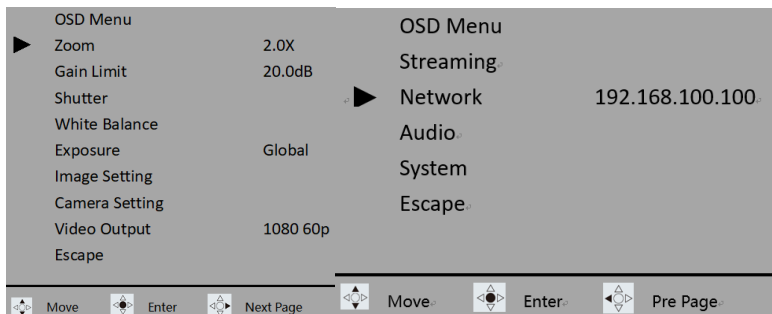 OSD Menu
Zoom 2.0X
Gain Limit 20.0dB
Shutter
White Balance
Exposure Global
Image Setting
Camera Setting
Video Output 1080 60p
Escape
Move Enter Next Page
OSD Menu
Streaming
Network 192.168.100.100
Audio
System
Escape
Move Enter Pre Page